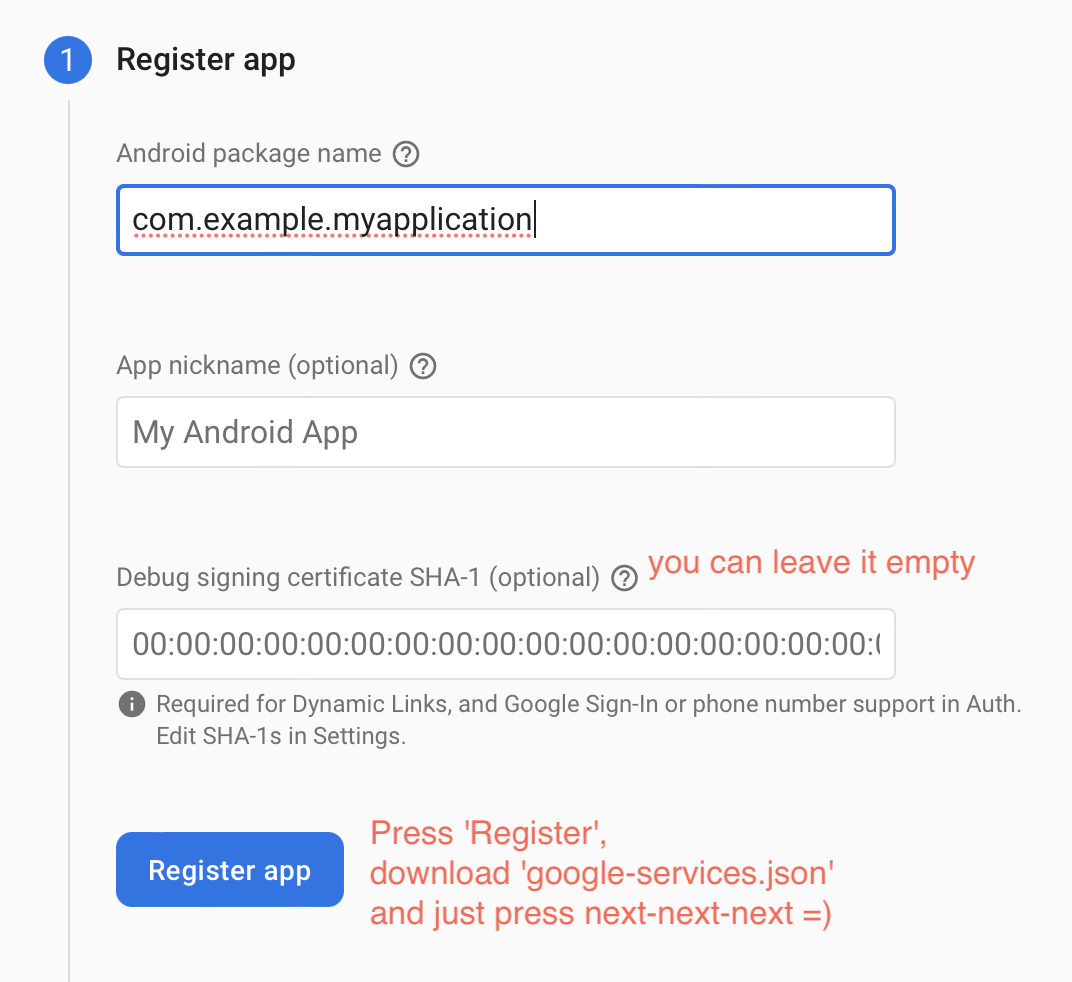 1 Register app
Android package name ?
com.example.myapplication
App nickname (optional) ?
My Android App
Debug signing certificate SHA-1 (optional) ? you can leave it empty
00:00:00:00:00:00:00:00:00:00:00:00:00:00:00:00:00:0
Required for Dynamic Links, and Google Sign-In or phone number support in Auth.
Edit SHA-1s in Settings.
Press 'Register',
Register app download 'google-services.json'
and just press next-next-next =)